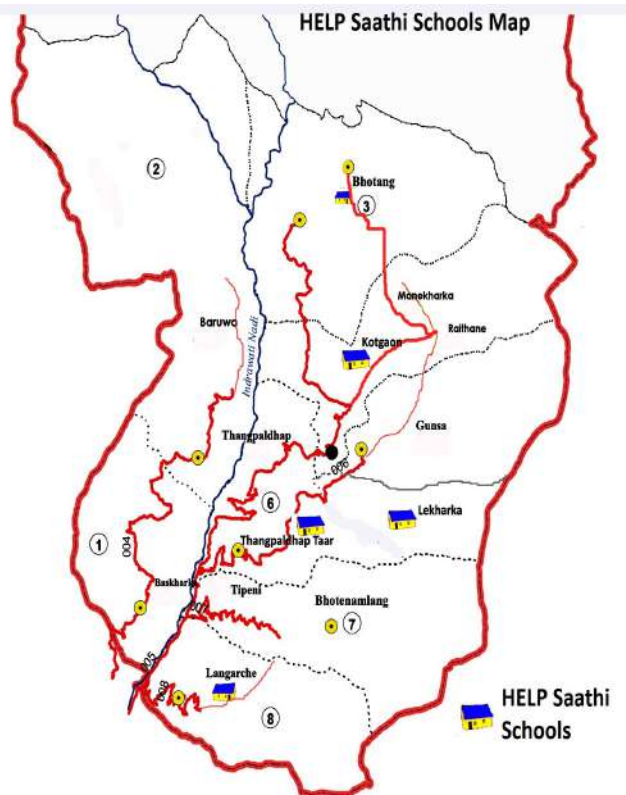 HELP Saathi Schools Map
2
Bhotang
3
Manekharka
Baruwa
Indrawati Nadi
Raithane
Kotgaon
Thangpaldhap
Gunsa
006
6
Lekharka
1
004
Thangpaldhap Taar
Baskharka
Tipeni
007
Bhotenamlang
7
005
Langarche
008
HELP Saathi
Schools
8